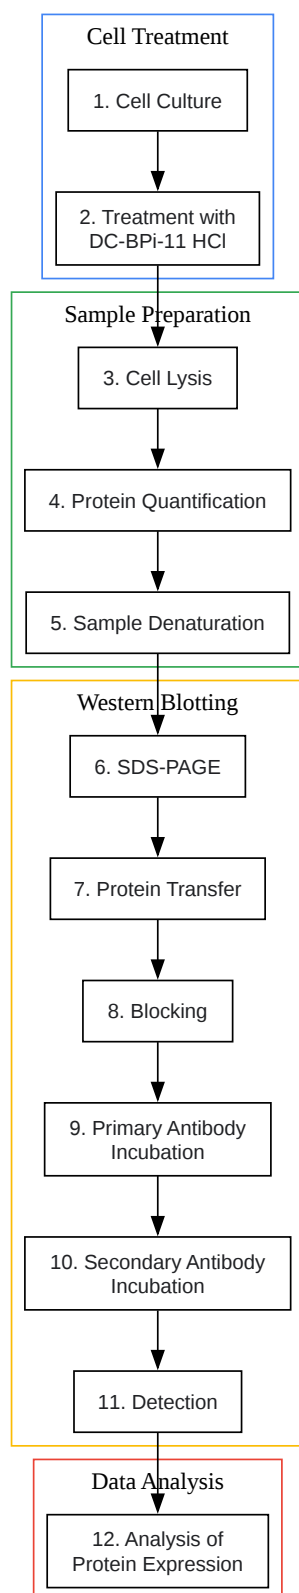 Cell Treatment
1. Cell Culture
2. Treatment with
DC-BPi-11 HCl
Sample Preparation
3. Cell Lysis
4. Protein Quantification
5. Sample Denaturation
Western Blotting
6. SDS-PAGE
7. Protein Transfer
8. Blocking
9. Primary Antibody
Incubation
10. Secondary Antibody
Incubation
11. Detection
Data Analysis
12. Analysis of
Protein Expression